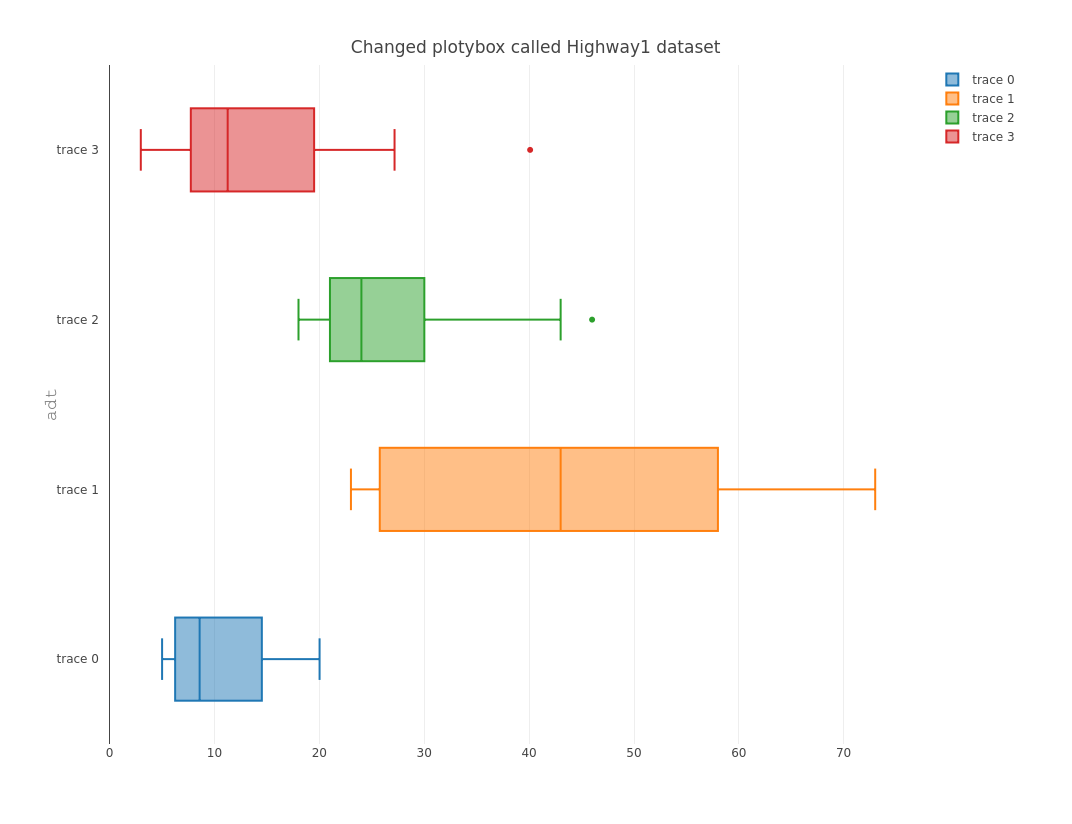 Changed plotybox called Highway1 dataset
trace 0
trace 1
trace 2
trace 3
trace 3
trace 2
adt
trace 1
trace 0
0 10 20 30 40 50 60 70